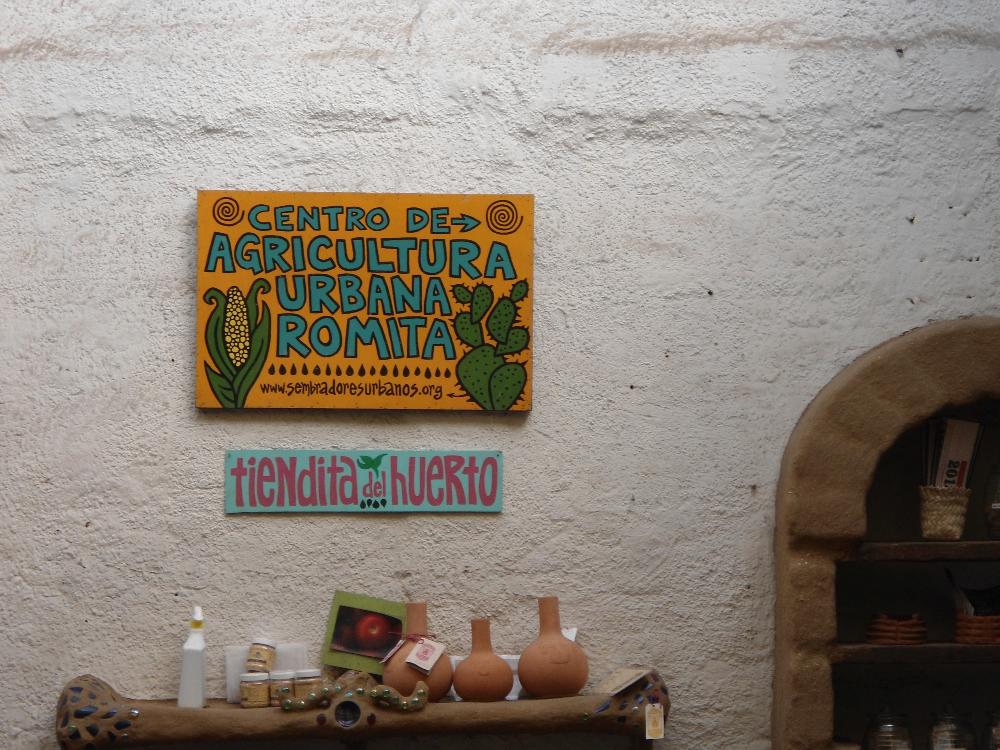 CENTRO DE
AGRICULTURA
URBANA
ROMITA
www.sembradoresurbanos.org
tiendita del HUERTO